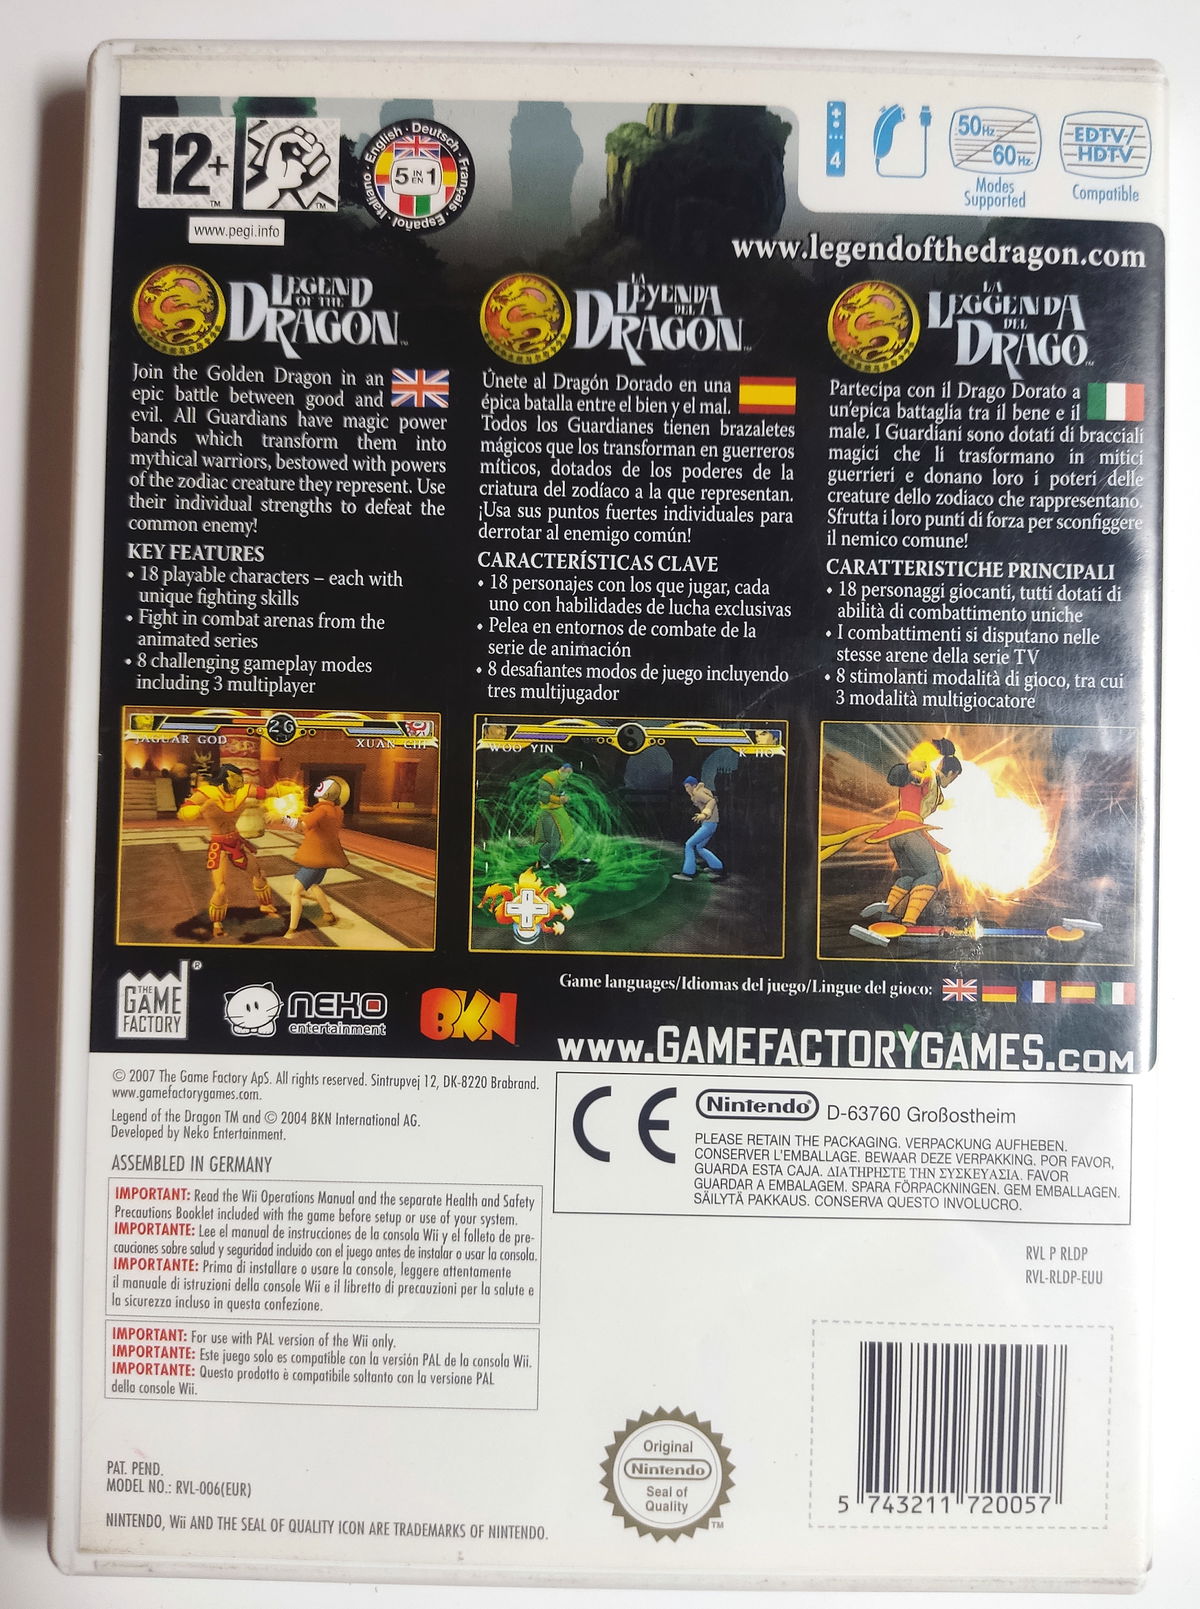 12+
TM
TM
www.pegi.info
English · Deutsch · Français · Español · Italiano
5 IN EN 1
4
50Hz
60Hz
Modes
Supported
EDTV/
HDTV
Compatible
www.legendofthedragon.com
LEGEND
OF THE
DRAGON™
Join the Golden Dragon in an
epic battle between good and
evil. All Guardians have magic power
bands which transform them into
mythical warriors, bestowed with powers
of the zodiac creature they represent. Use
their individual strengths to defeat the
common enemy!
KEY FEATURES
• 18 playable characters – each with
unique fighting skills
• Fight in combat arenas from the
animated series
• 8 challenging gameplay modes
including 3 multiplayer
LA
LEYENDA
DEL
DRAGON™
Únete al Dragón Dorado en una
épica batalla entre el bien y el mal.
Todos los Guardianes tienen brazaletes
mágicos que los transforman en guerreros
míticos, dotados de los poderes de la
criatura del zodíaco a la que representan.
¡Usa sus puntos fuertes individuales para
derrotar al enemigo común!
CARACTERÍSTICAS CLAVE
• 18 personajes con los que jugar, cada
uno con habilidades de lucha exclusivas
• Pelea en entornos de combate de la
serie de animación
• 8 desafiantes modos de juego incluyendo
tres multijugador
LA
LEGGENDA
DEL
DRAGO™
Partecipa con il Drago Dorato a
un'epica battaglia tra il bene e il
male. I Guardiani sono dotati di bracciali
magici che li trasformano in mitici
guerrieri e donano loro i poteri delle
creature dello zodiaco che rappresentano.
Sfrutta i loro punti di forza per sconfiggere
il nemico comune!
CARATTERISTICHE PRINCIPALI
• 18 personaggi giocanti, tutti dotati di
abilità di combattimento uniche
• I combattimenti si disputano nelle
stesse arene della serie TV
• 8 stimolanti modalità di gioco, tra cui
3 modalità multigiocatore
26
JAGUAR GOD
XUAN CHI
WOO YIN
K HO
THE
GAME
FACTORY
®
NEKO
entertainment
BKN
Game languages/Idiomas del juego/Lingue del gioco:
www.GAMEFACTORYGAMES.COM
© 2007 The Game Factory ApS. All rights reserved. Sintrupvej 12, DK-8220 Brabrand.
www.gamefactorygames.com.
Legend of the Dragon TM and © 2004 BKN International AG.
Developed by Neko Entertainment.
ASSEMBLED IN GERMANY
IMPORTANT: Read the Wii Operations Manual and the separate Health and Safety
Precautions Booklet included with the game before setup or use of your system.
IMPORTANTE: Lee el manual de instrucciones de la consola Wii y el folleto de pre-
cauciones sobre salud y seguridad incluido con el juego antes de instalar o usar la consola.
IMPORTANTE: Prima di installare o usare la console, leggere attentamente
il manuale di istruzioni della console Wii e il libretto di precauzioni per la salute e
la sicurezza incluso in questa confezione.
IMPORTANT: For use with PAL version of the Wii only.
IMPORTANTE: Este juego solo es compatible con la versión PAL de la consola Wii.
IMPORTANTE: Questo prodotto è compatibile soltanto con la versione PAL
della console Wii.
PAT. PEND.
MODEL NO.: RVL-006(EUR)
NINTENDO, Wii AND THE SEAL OF QUALITY ICON ARE TRADEMARKS OF NINTENDO.
CE
Nintendo® D-63760 Großostheim
PLEASE RETAIN THE PACKAGING. VERPACKUNG AUFHEBEN.
CONSERVER L'EMBALLAGE. BEWAAR DEZE VERPAKKING. POR FAVOR,
GUARDA ESTA CAJA. ΔΙΑΤΗΡΗΣΤΕ ΤΗΝ ΣΥΣΚΕΥΑΣΙΑ. FAVOR
GUARDAR A EMBALAGEM. SPARA FÖRPACKNINGEN. GEM EMBALLAGEN.
SÄILYTÄ PAKKAUS. CONSERVA QUESTO INVOLUCRO.
RVL P RLDP
RVL-RLDP-EUU
Original
Nintendo®
Seal of
Quality
TM
5 743211 720057